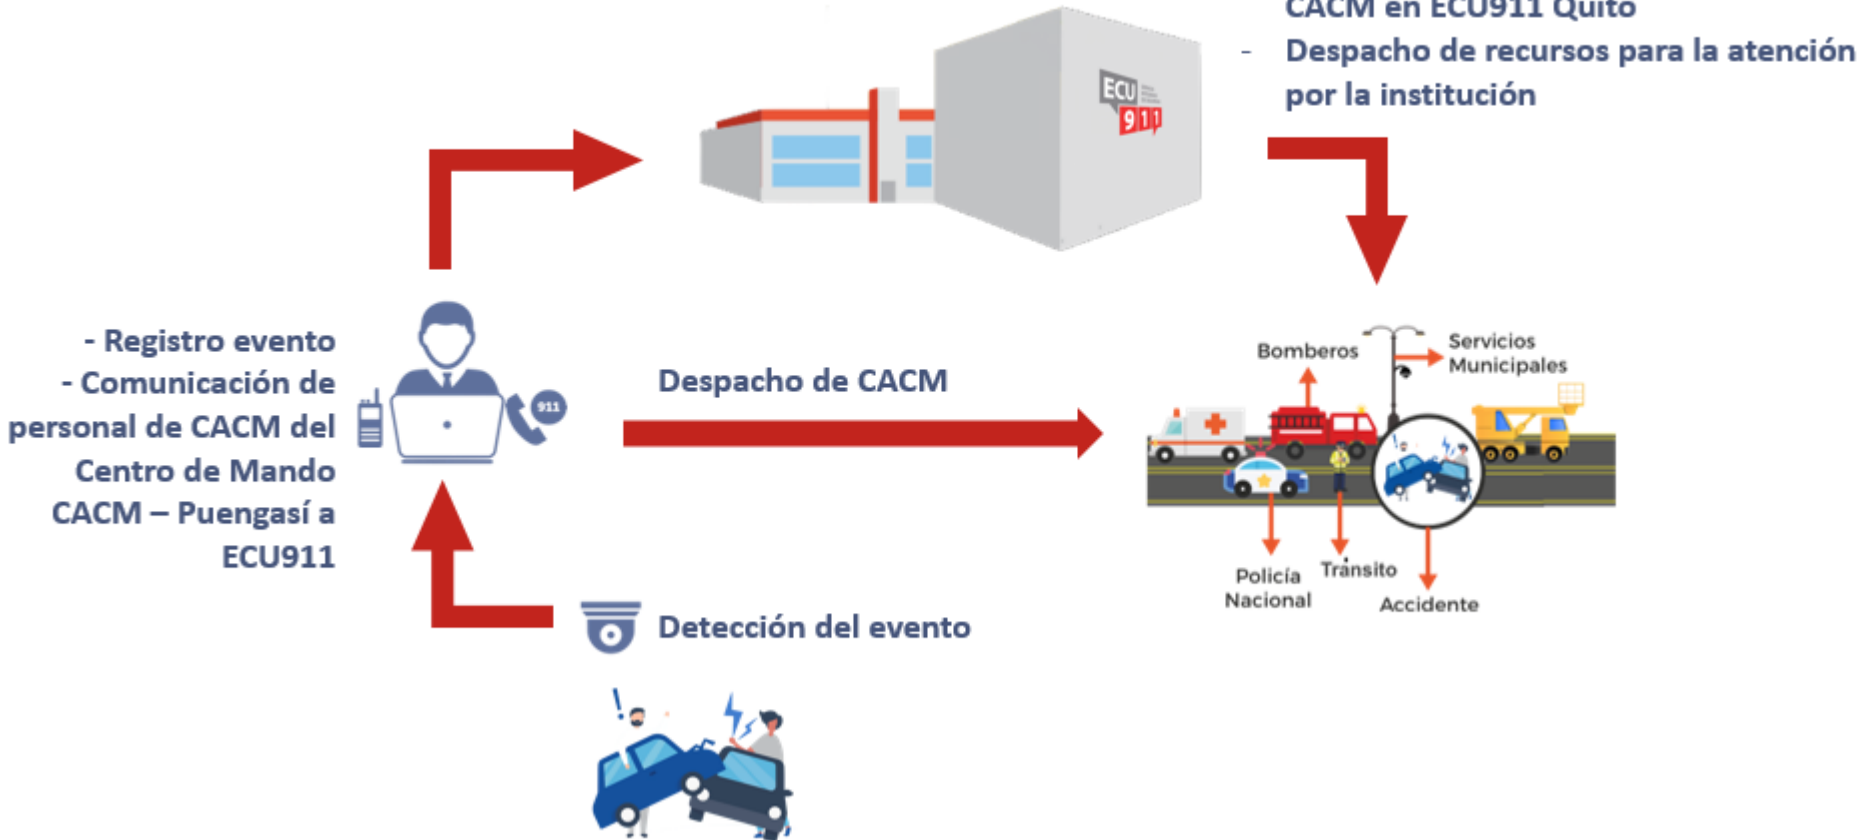 CACM en ECU911 Quito
- Despacho de recursos para la atención
por la institución
ECU
911
- Registro evento
- Comunicación de
personal de CACM del
Centro de Mando
CACM – Puengasí a
ECU911
911
Despacho de CACM
Bomberos
Servicios
Municipales
Policía
Nacional
Tránsito
Accidente
Detección del evento